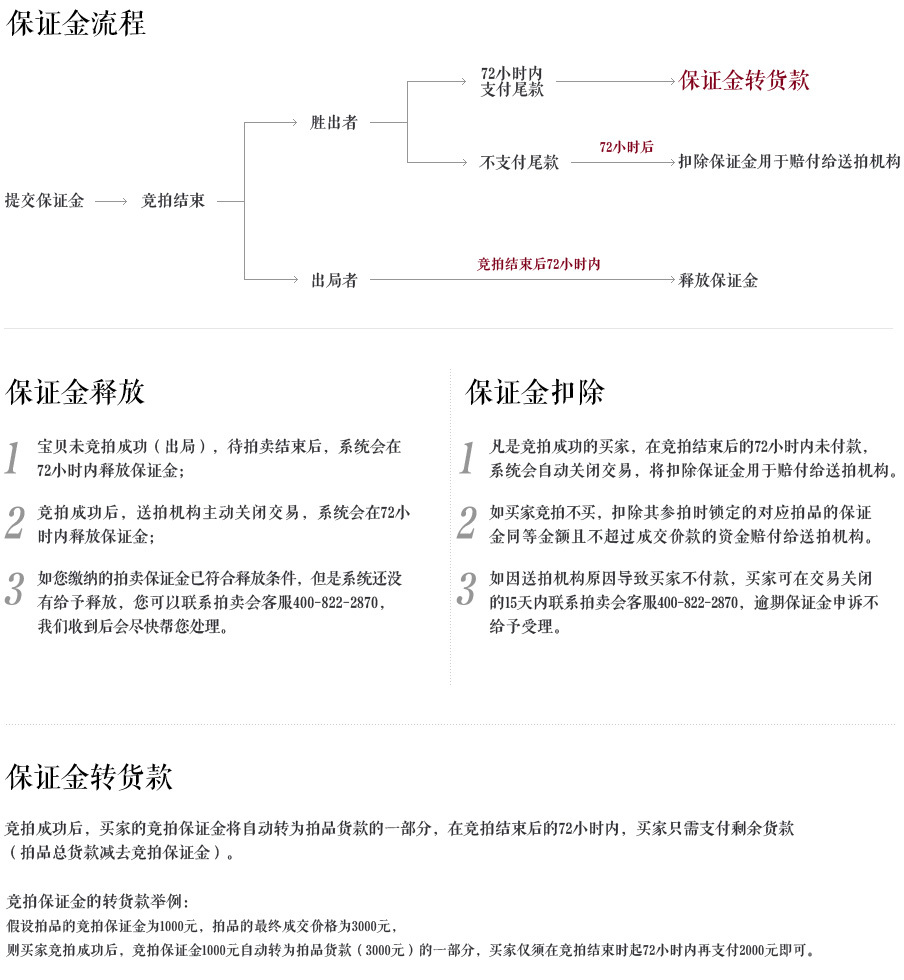 保证金流程
72小时内
支付尾款
保证金转货款
胜出者
72小时后
不支付尾款
扣除保证金用于赔付给送拍机构
提交保证金
竞拍结束
竞拍结束后72小时内
出局者
释放保证金
保证金释放
1
宝贝未竞拍成功（出局），待拍卖结束后，系统会在
72小时内释放保证金；
2
竞拍成功后，送拍机构主动关闭交易，系统会在72小
时内释放保证金；
3
如您缴纳的拍卖保证金已符合释放条件，但是系统还没
有给予释放，您可以联系拍卖会客服400-822-2870，
我们收到后会尽快帮您处理。
保证金扣除
1
凡是竞拍成功的买家，在竞拍结束后的72小时内未付款，
系统会自动关闭交易，将扣除保证金用于赔付给送拍机构。
2
如买家竞拍不买，扣除其参拍时锁定的对应拍品的保证
金同等金额且不超过成交价款的资金赔付给送拍机构。
3
如因送拍机构原因导致买家不付款，买家可在交易关闭
的15天内联系拍卖会客服400-822-2870，逾期保证金申诉不
给予受理。
保证金转货款
竞拍成功后，买家的竞拍保证金将自动转为拍品货款的一部分，在竞拍结束后的72小时内，买家只需支付剩余货款
（拍品总货款减去竞拍保证金）。
竞拍保证金的转货款举例：
假设拍品的竞拍保证金为1000元，拍品的最终成交价格为3000元，
则买家竞拍成功后，竞拍保证金1000元自动转为拍品货款（3000元）的一部分，买家仅须在竞拍结束时起72小时内再支付2000元即可。